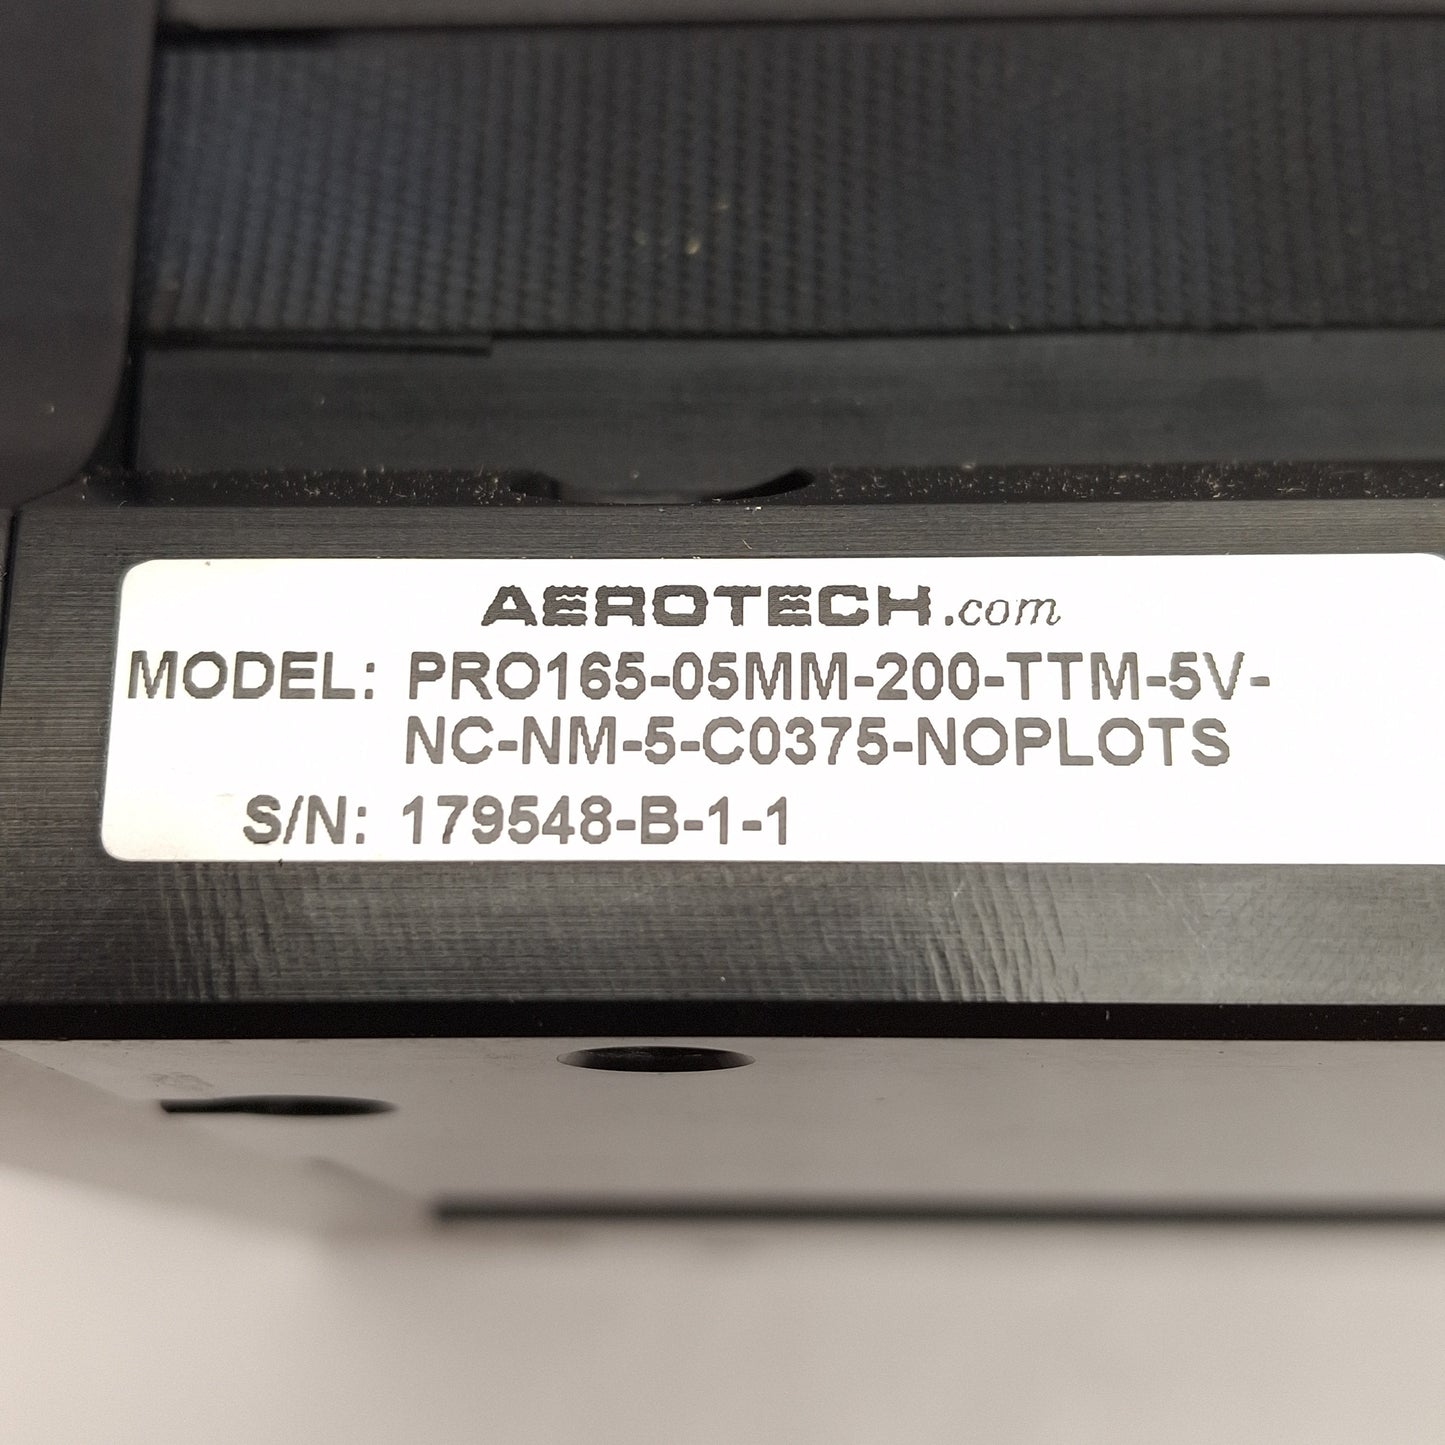 AEROTECH.com
MODEL: PRO165-05MM-200-TTM-5V-
NC-NM-5-C0375-NOPLOTS
S/N: 179548-B-1-1